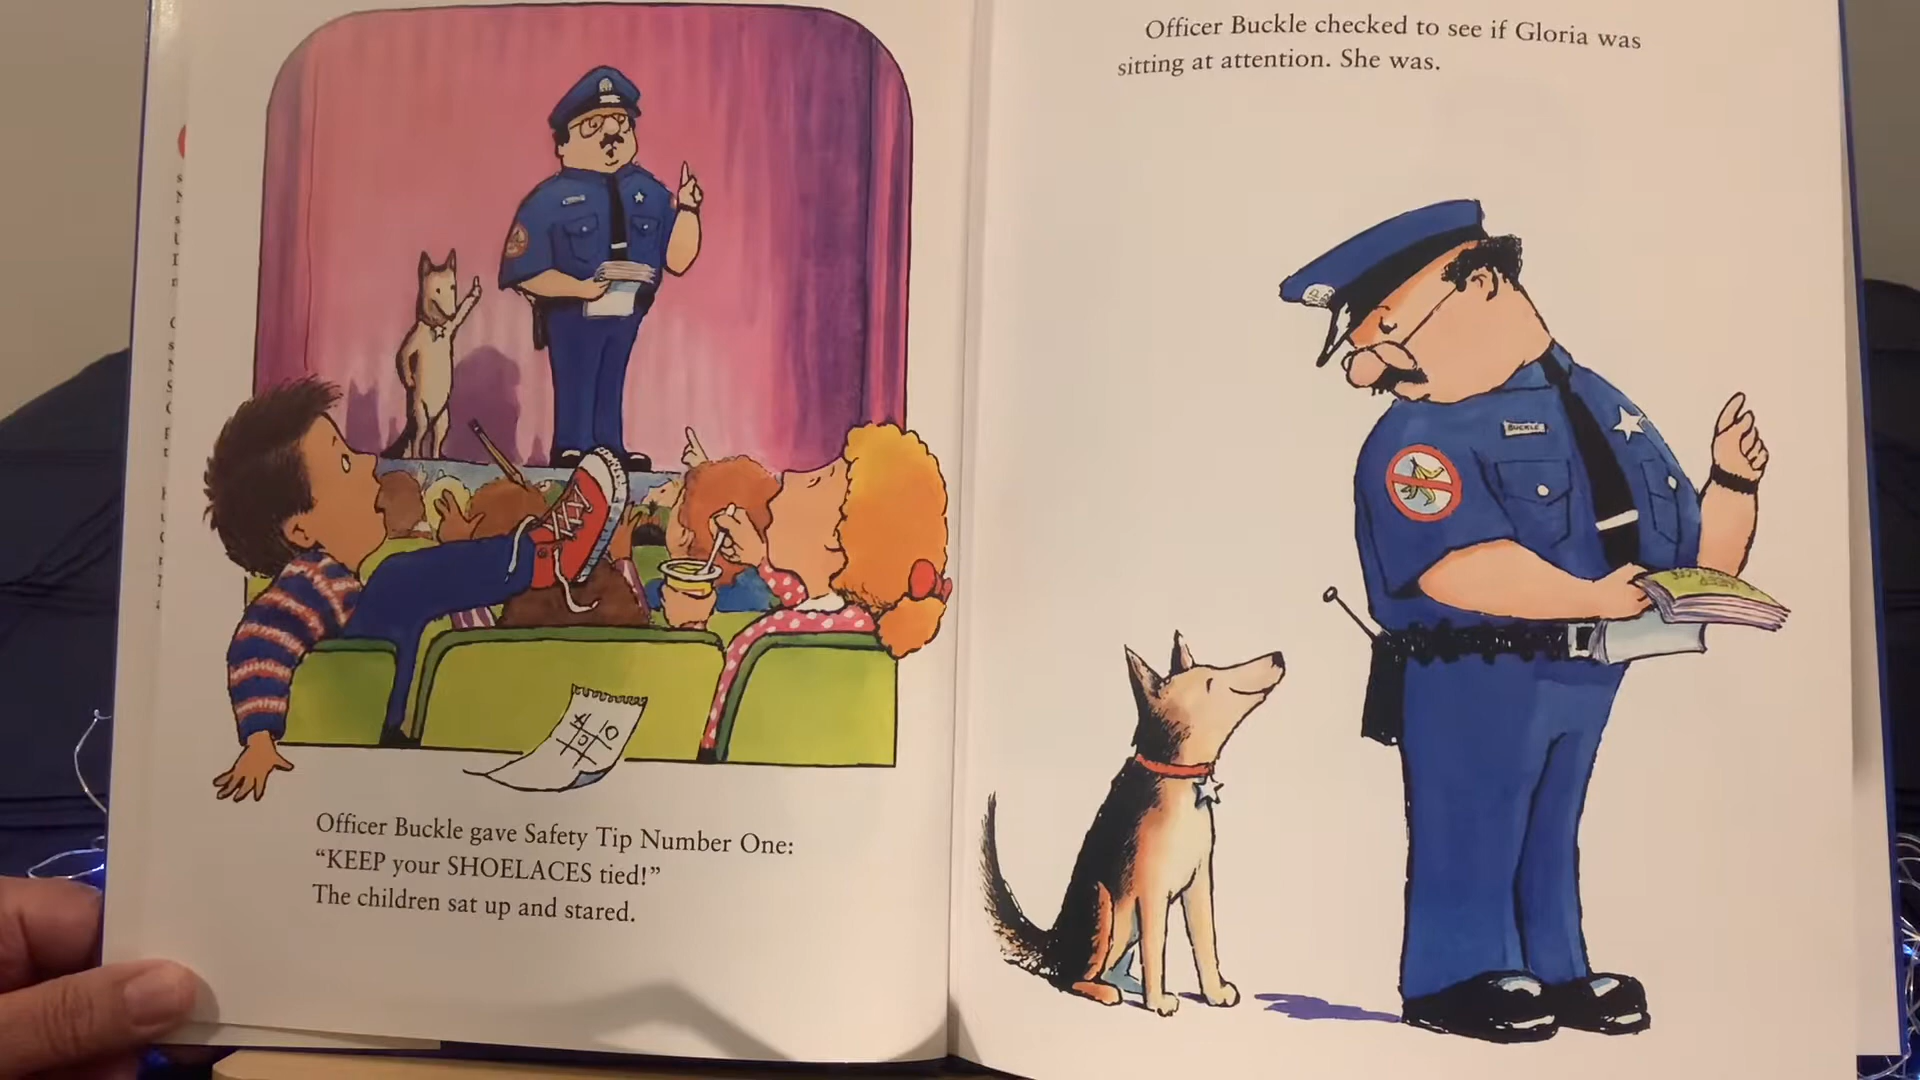 Officer Buckle gave Safety Tip Number One:
“KEEP your SHOELACES tied!”
The children sat up and stared.
Officer Buckle checked to see if Gloria was
sitting at attention. She was.
BUCKLE
KEEP